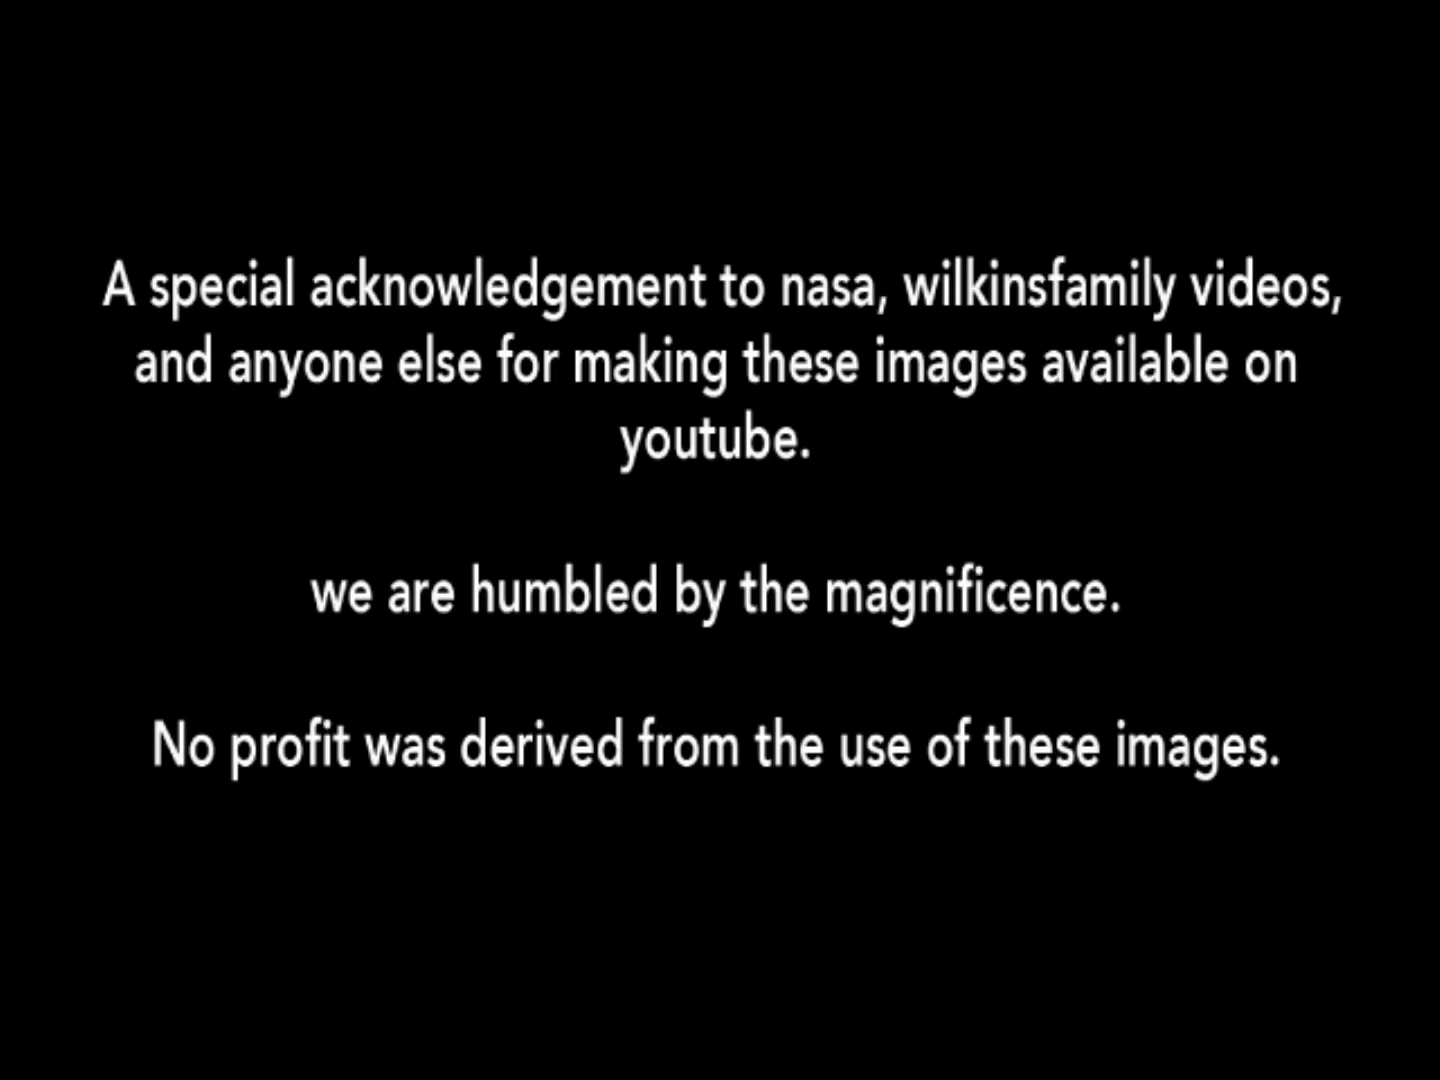 A special acknowledgement to nasa, wilkinsfamily videos,
and anyone else for making these images available on
youtube.
we are humbled by the magnificence.
No profit was derived from the use of these images.